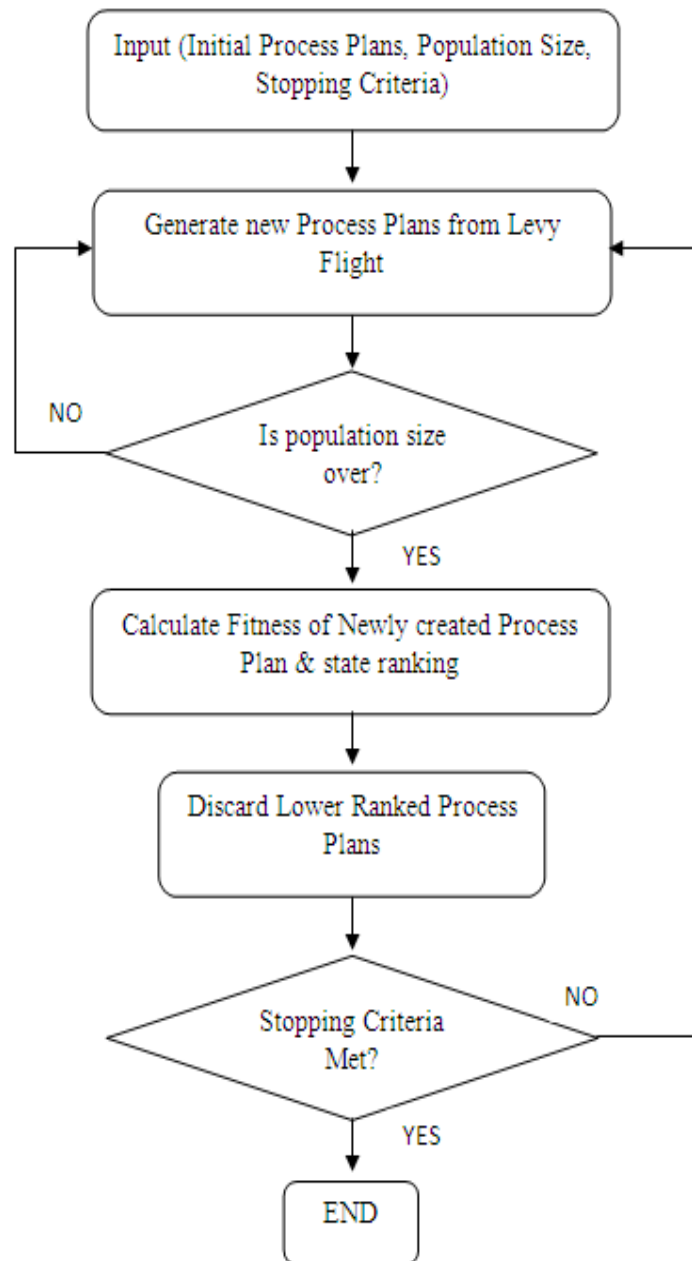 Input (Initial Process Plans, Population Size,
Stopping Criteria)
Generate new Process Plans from Levy
Flight
NO
Is population size
over?
YES
Calculate Fitness of Newly created Process
Plan & state ranking
Discard Lower Ranked Process
Plans
NO
Stopping Criteria
Met?
YES
END